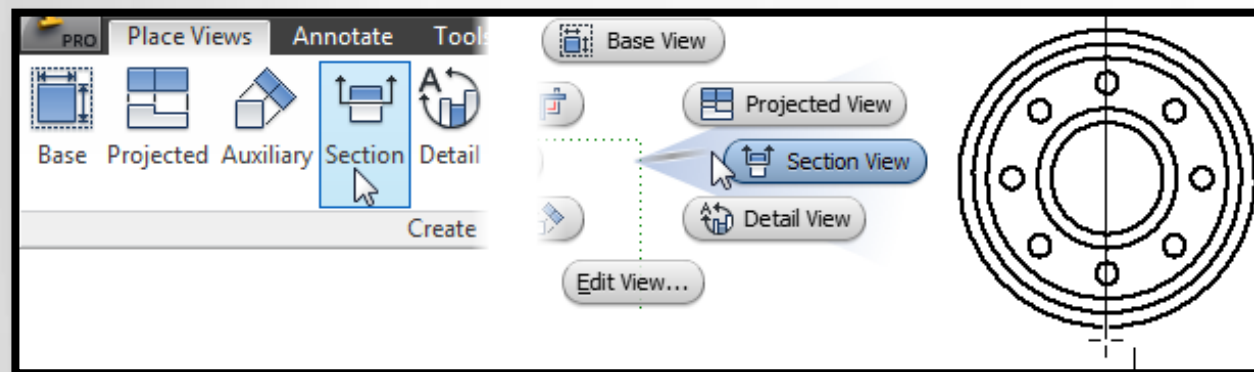 PRO Place Views Annotate Tools
Base Projected Auxiliary Section Detail
Create
Base View
Projected View
Section View
Detail View
Edit View...